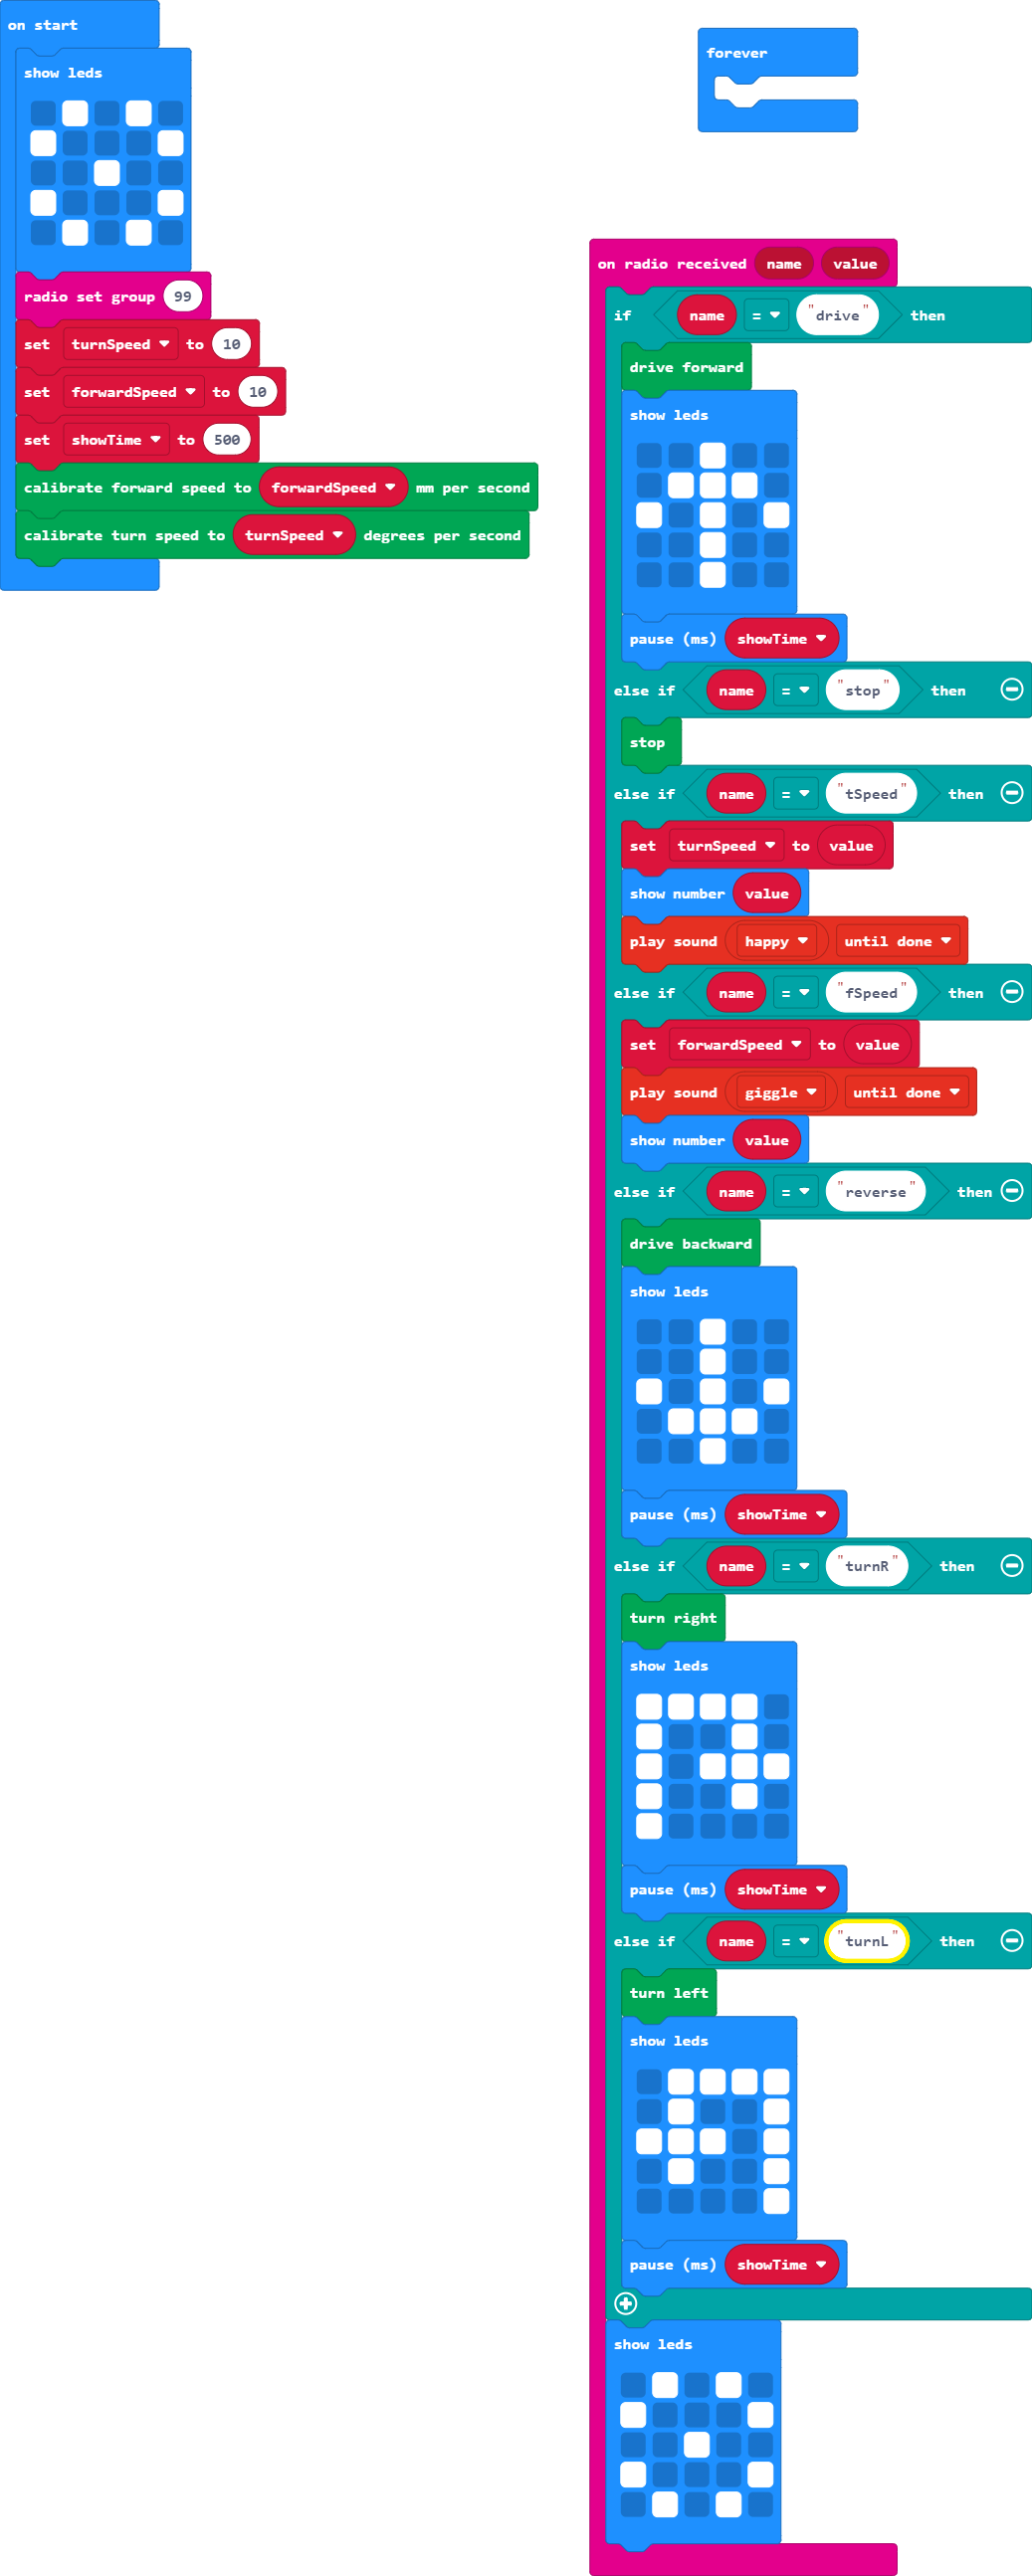 on start
show leds
radio set group 99
set turnSpeed to 10
set forwardSpeed to 10
set showTime to 500
calibrate forward speed to forwardSpeed mm per second
calibrate turn speed to turnSpeed degrees per second
forever
on radio received name value
if name = "drive" then
drive forward
show leds
pause (ms) showTime
else if name = "stop" then
stop
else if name = "tSpeed" then
set turnSpeed to value
show number value
play sound happy until done
else if name = "fSpeed" then
set forwardSpeed to value
play sound giggle until done
show number value
else if name = "reverse" then
drive backward
show leds
pause (ms) showTime
else if name = "turnR" then
turn right
show leds
pause (ms) showTime
else if name = "turnL" then
turn left
show leds
pause (ms) showTime
show leds